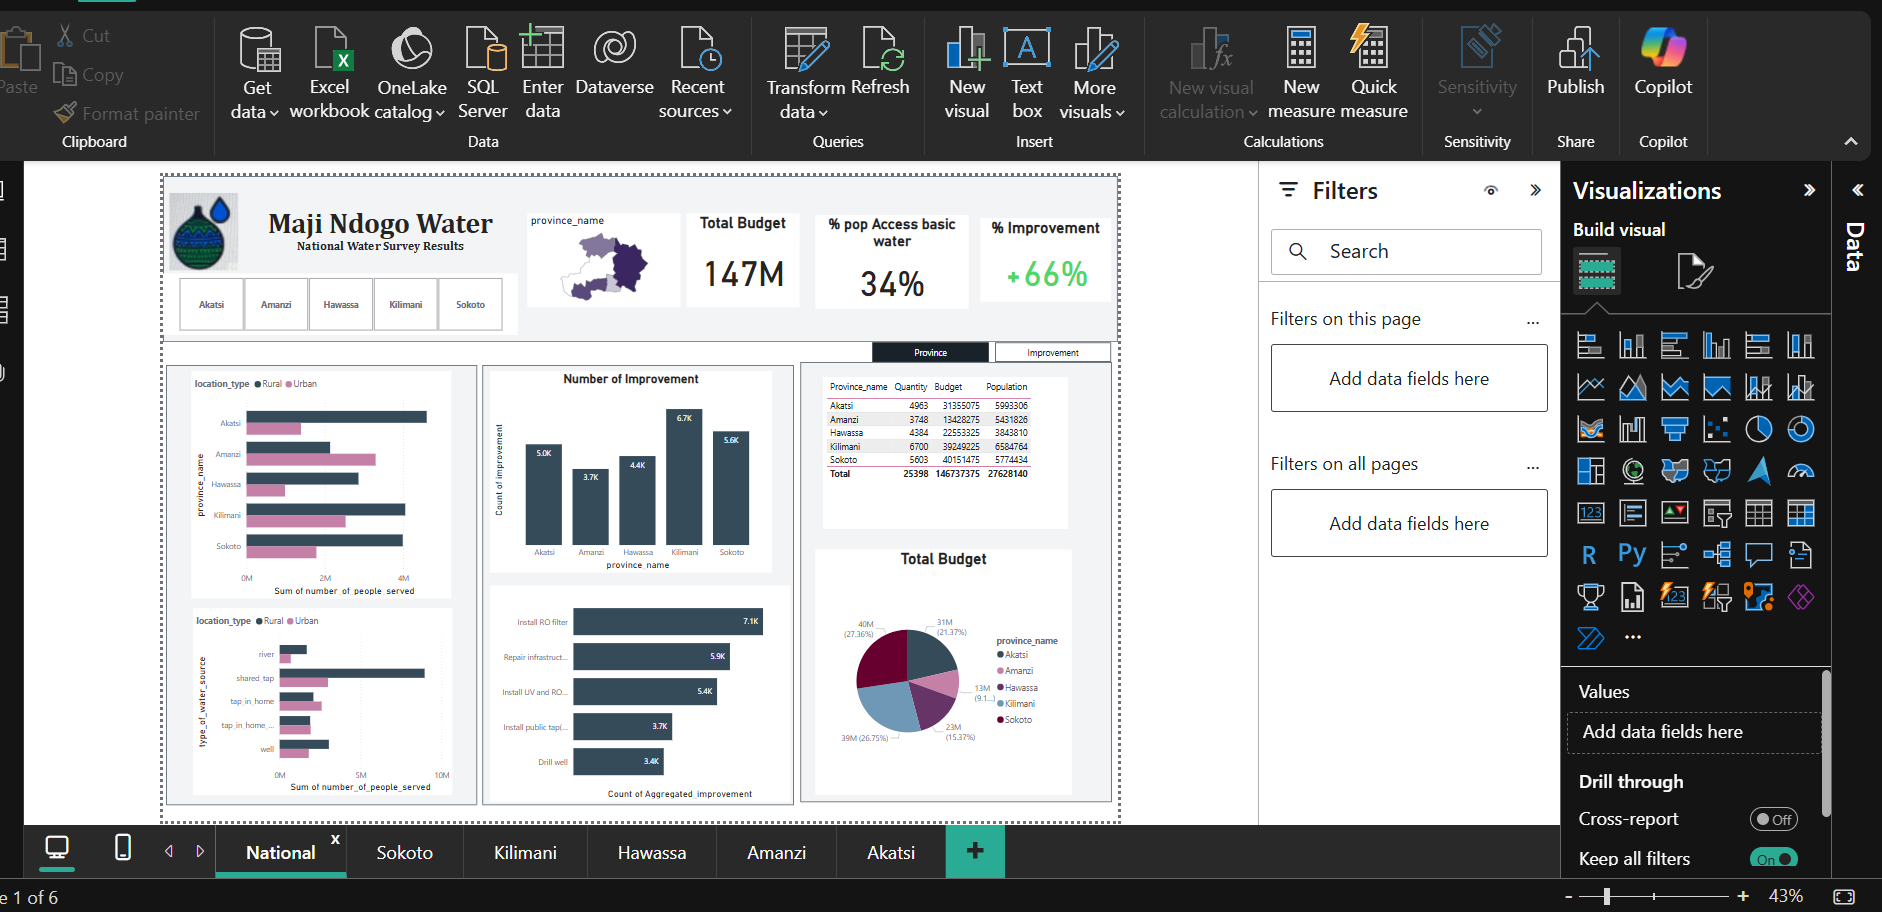 Paste
Cut
Copy
Format painter
Clipboard
Get data
Excel workbook
OneLake catalog
SQL Server
Enter data
Dataverse
Recent sources
Data
Transform data
Refresh
Queries
New visual
Text box
More visuals
Insert
New visual calculation
New measure
Quick measure
Calculations
Sensitivity
Sensitivity
Publish
Share
Copilot
Copilot
Maji Ndogo Water
National Water Survey Results
Akatsi
Amanzi
Hawassa
Kilimani
Sokoto
province_name
Total Budget
147M
% pop Access basic
water
34%
% Improvement
+66%
Province
Improvement
location_type Rural Urban
province_name
Akatsi
Amanzi
Hawassa
Kilimani
Sokoto
0M 2M 4M
Sum of number_of_people_served
location_type Rural Urban
type_of_water_source
river
shared_tap
tap_in_home
tap_in_home_...
well
0M 5M 10M
Sum of number_of_people_served
Number of Improvement
Count of improvement
5.0K
3.7K
4.4K
6.7K
5.6K
Akatsi Amanzi Hawassa Kilimani Sokoto
province_name
Install RO filter 7.1K
Repair infrastruct... 5.9K
Install UV and RO... 5.4K
Install public tap(... 3.7K
Drill well 3.4K
Count of Aggregated_improvement
Province_name Quantity Budget Population
Akatsi 4963 31355075 5993306
Amanzi 3748 13428275 5431826
Hawassa 4384 22553325 3843810
Kilimani 6700 39249225 6584764
Sokoto 5603 40151475 5774434
Total 25398 146737375 27628140
Total Budget
40M
(27.36%)
31M
(21.37%)
13M
(9.1...)
23M
(15.37%)
39M (26.75%)
province_name
Akatsi
Amanzi
Hawassa
Kilimani
Sokoto
Filters
Search
Filters on this page
...
Add data fields here
Filters on all pages
...
Add data fields here
Visualizations
Build visual
123
R
Py
123
...
Values
Add data fields here
Drill through
Cross-report
Off
Keep all filters
On
Data
National x
Sokoto
Kilimani
Hawassa
Amanzi
Akatsi
+
e 1 of 6
- + 43%